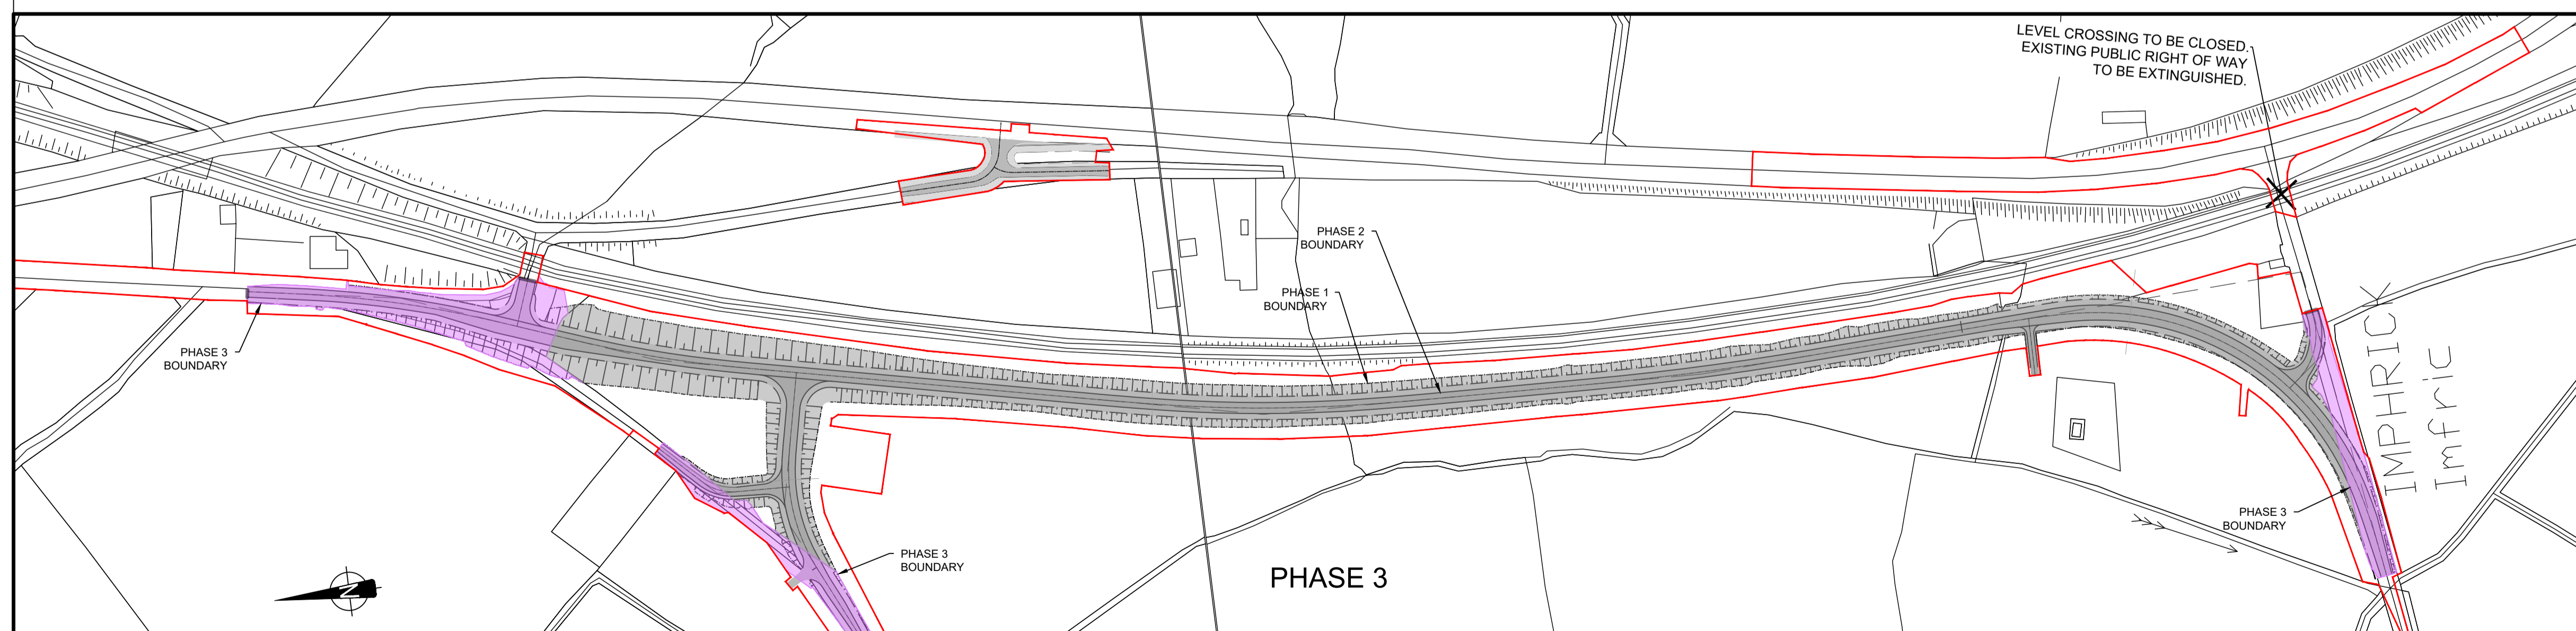 LEVEL CROSSING TO BE CLOSED.
EXISTING PUBLIC RIGHT OF WAY
TO BE EXTINGUISHED.
PHASE 2
BOUNDARY
PHASE 1
BOUNDARY
PHASE 3
BOUNDARY
IMPHRICK
Imfric
PHASE 3
BOUNDARY
PHASE 3
BOUNDARY
PHASE 3
N